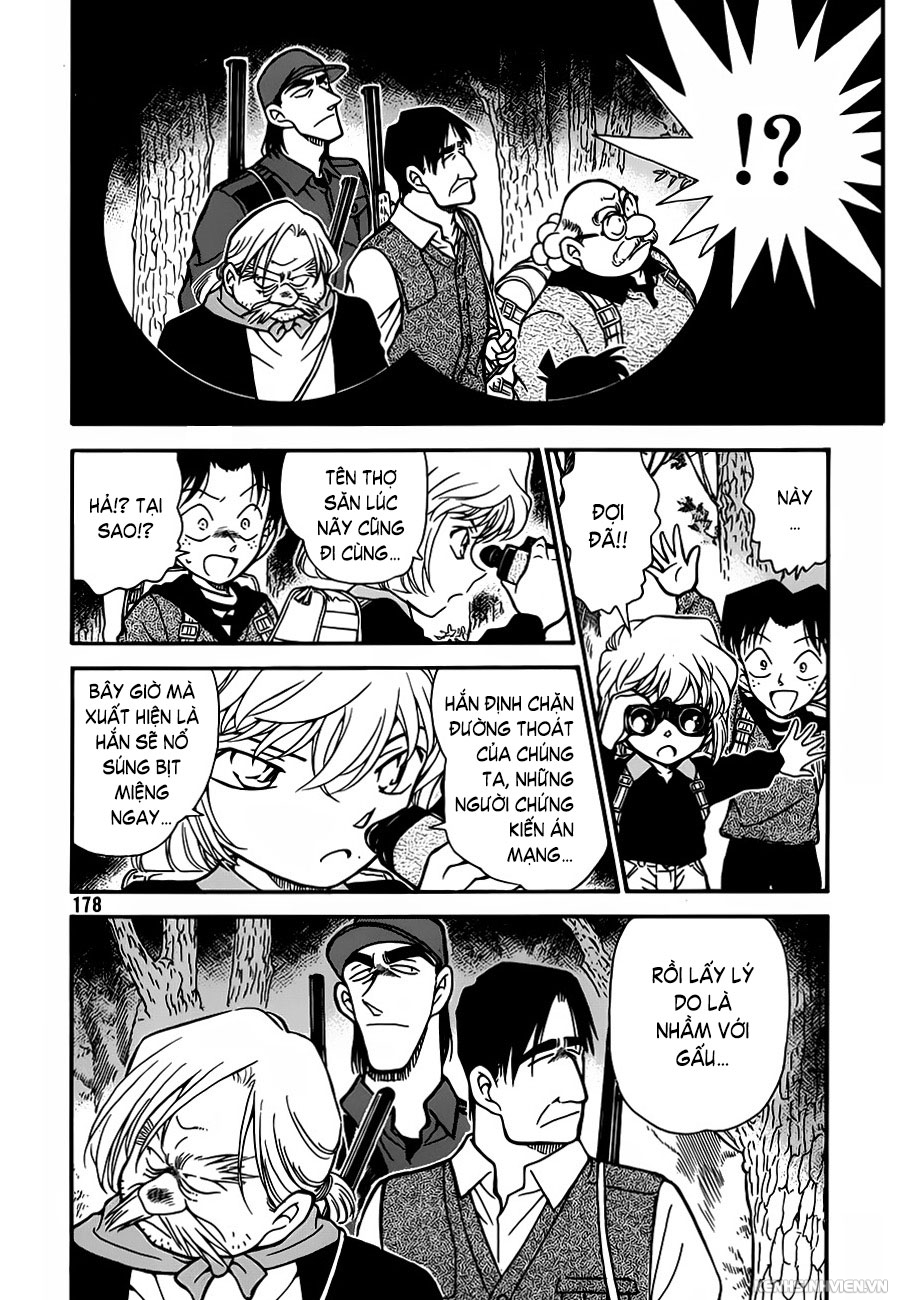 !?
NÀY
...
ĐỢI
ĐÃ!!
TÊN THỢ
SĂN LÚC
NÃY CŨNG
ĐI CÙNG...
HẢ!? TẠI
SAO!?
HẮN ĐỊNH CHẶN
ĐƯỜNG THOÁT
CỦA CHÚNG
TA, NHỮNG
NGƯỜI CHỨNG
KIẾN ÁN
MẠNG...
BÂY GIỜ MÀ
XUẤT HIỆN LÀ
HẮN SẼ NỔ
SÚNG BỊT
MIỆNG NGAY...
178
RỒI LẤY LÝ
DO LÀ
NHẦM VỚI
GẤU...
KENHSINHVIEN.VN